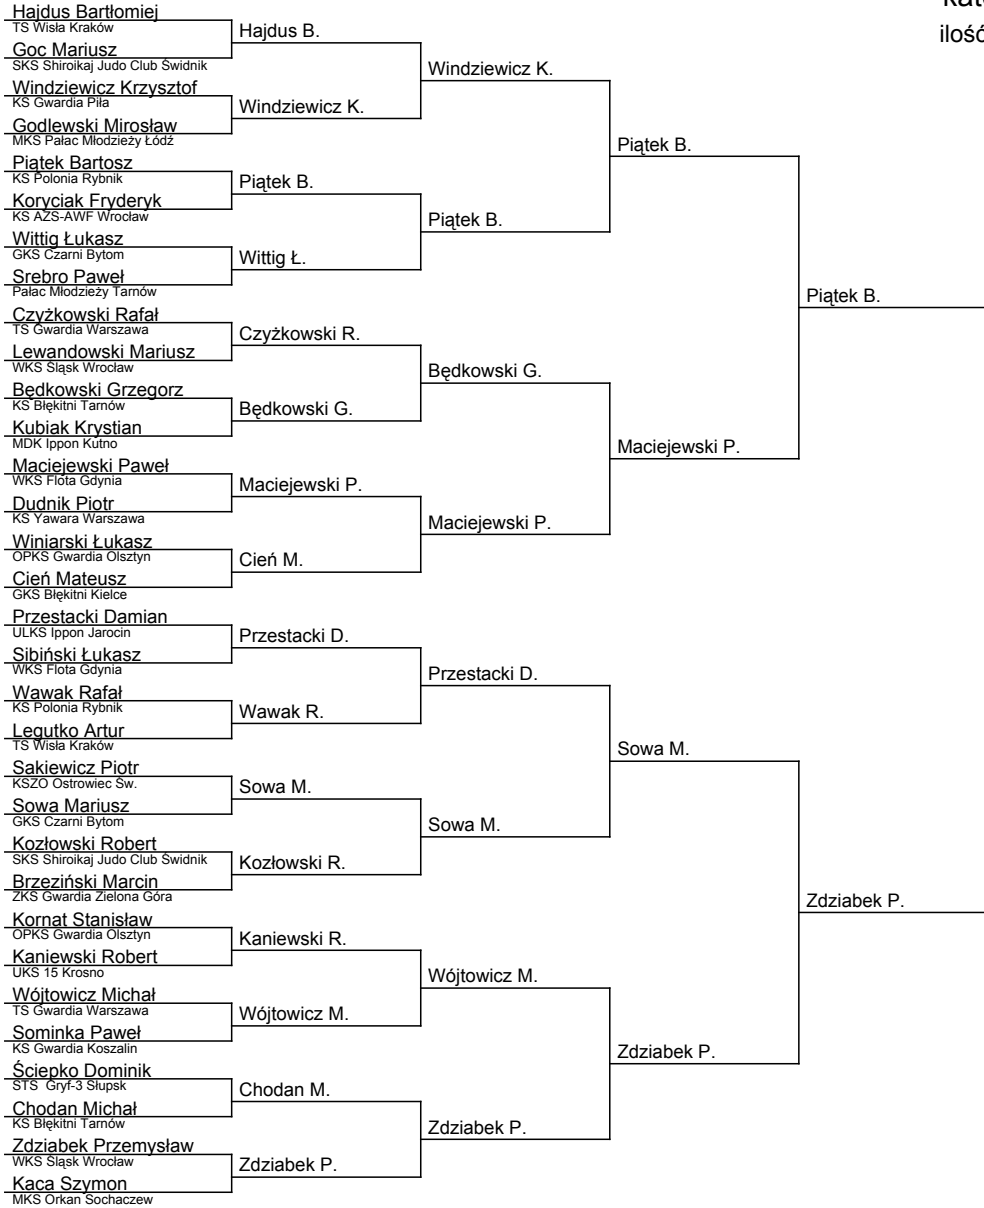 kate
ilość
Hajdus Bartłomiej
TS Wisła Kraków
Goc Mariusz
SKS Shiroikaj Judo Club Świdnik
Windziewicz Krzysztof
KS Gwardia Piła
Godlewski Mirosław
MKS Pałac Młodzieży Łódź
Piątek Bartosz
KS Polonia Rybnik
Koryciak Fryderyk
KS AZS-AWF Wrocław
Wittig Łukasz
GKS Czarni Bytom
Srebro Paweł
Pałac Młodzieży Tarnów
Czyżkowski Rafał
TS Gwardia Warszawa
Lewandowski Mariusz
WKS Śląsk Wrocław
Będkowski Grzegorz
KS Błękitni Tarnów
Kubiak Krystian
MDK Ippon Kutno
Maciejewski Paweł
WKS Flota Gdynia
Dudnik Piotr
KS Yawara Warszawa
Winiarski Łukasz
OPKS Gwardia Olsztyn
Cień Mateusz
GKS Błękitni Kielce
Przestacki Damian
ULKS Ippon Jarocin
Sibiński Łukasz
WKS Flota Gdynia
Wawak Rafał
KS Polonia Rybnik
Legutko Artur
TS Wisła Kraków
Sakiewicz Piotr
KSZO Ostrowiec Św.
Sowa Mariusz
GKS Czarni Bytom
Kozłowski Robert
SKS Shiroikaj Judo Club Świdnik
Brzeziński Marcin
ZKS Gwardia Zielona Góra
Kornat Stanisław
OPKS Gwardia Olsztyn
Kaniewski Robert
UKS 15 Krosno
Wójtowicz Michał
TS Gwardia Warszawa
Sominka Paweł
KS Gwardia Koszalin
Ściepko Dominik
STS Gryf-3 Słupsk
Chodan Michał
KS Błękitni Tarnów
Zdziabek Przemysław
WKS Śląsk Wrocław
Kaca Szymon
MKS Orkan Sochaczew
Hajdus B.
Windziewicz K.
Piątek B.
Wittig Ł.
Czyżkowski R.
Będkowski G.
Maciejewski P.
Cień M.
Przestacki D.
Wawak R.
Sowa M.
Kozłowski R.
Kaniewski R.
Wójtowicz M.
Chodan M.
Zdziabek P.
Windziewicz K.
Piątek B.
Będkowski G.
Maciejewski P.
Przestacki D.
Sowa M.
Wójtowicz M.
Zdziabek P.
Piątek B.
Maciejewski P.
Sowa M.
Zdziabek P.
Piątek B.
Zdziabek P.